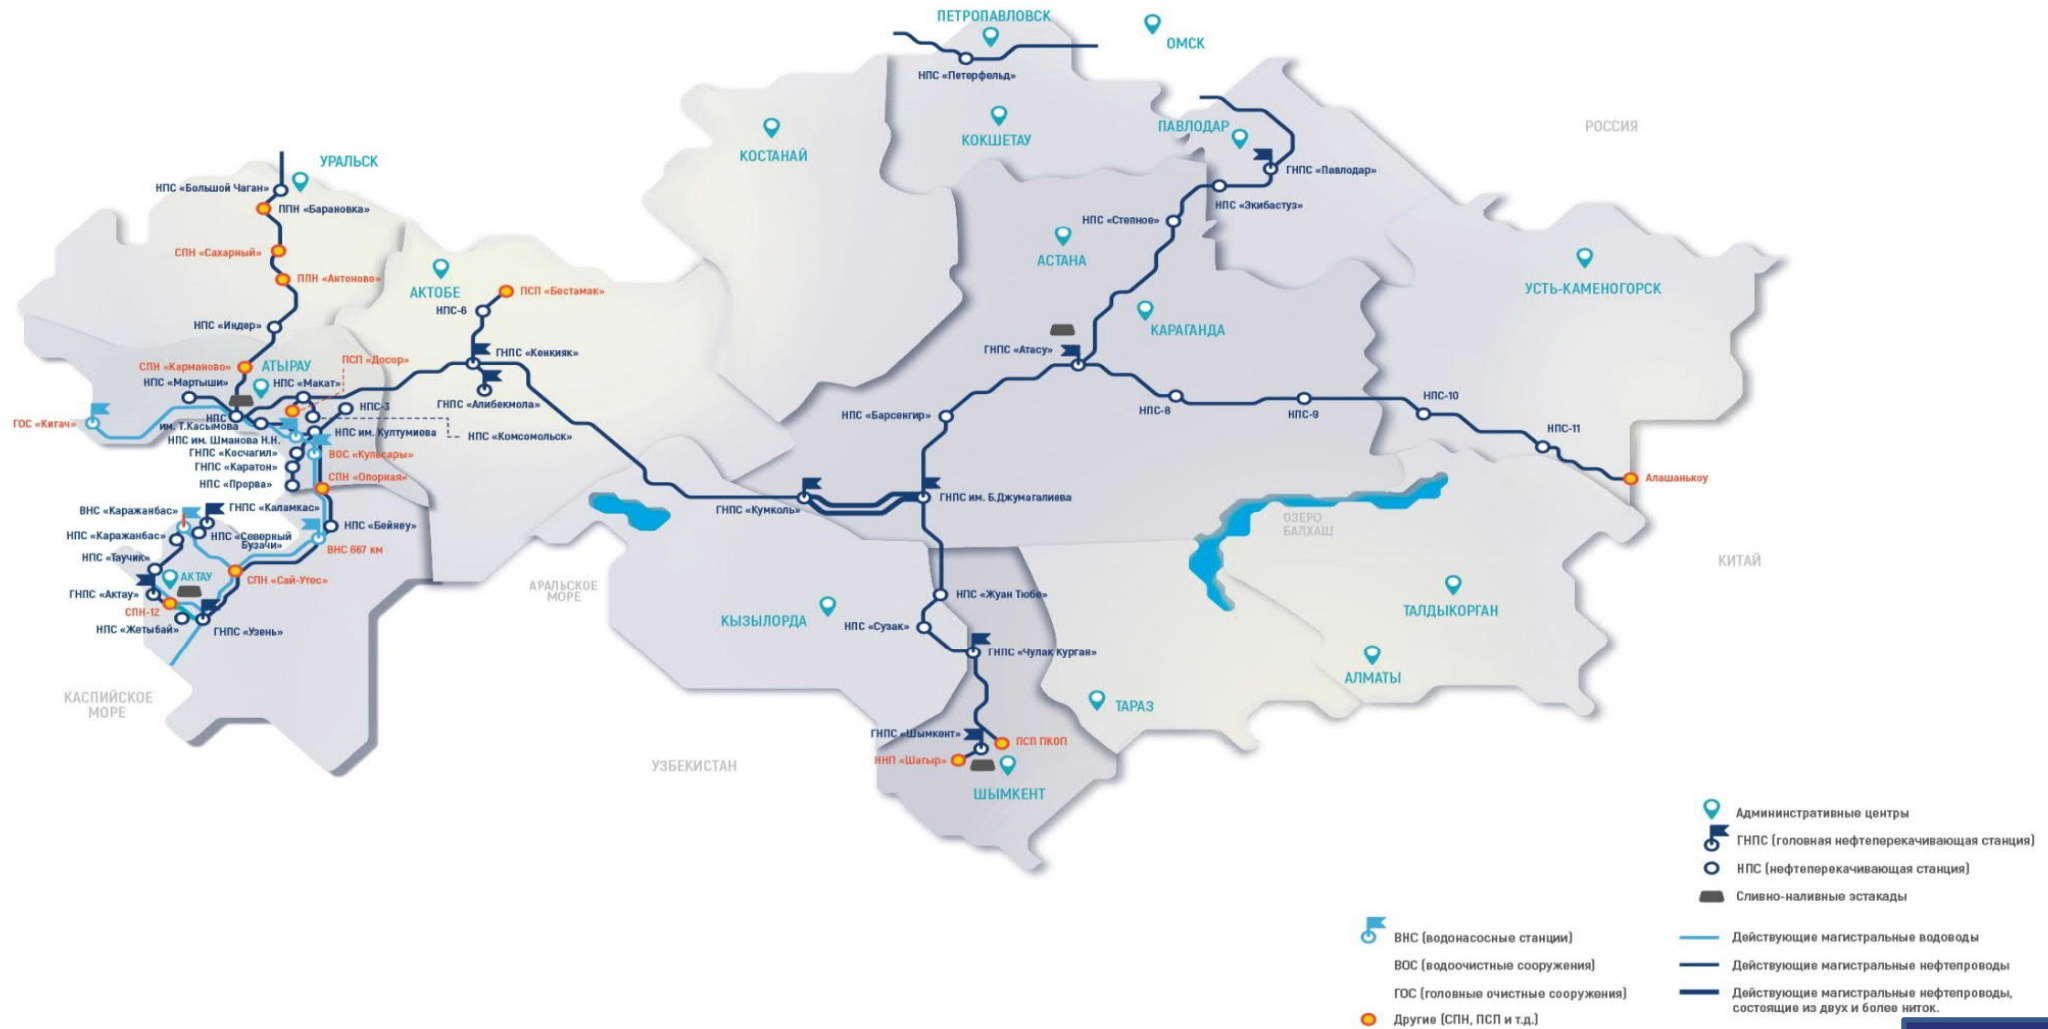 ПЕТРОПАВЛОВСК
ОМСК
НПС «Петерфельд»
КОСТАНАЙ
КОКШЕТАУ
ПАВЛОДАР
РОССИЯ
ГНПС «Павлодар»
НПС «Экибастуз»
НПС «Степное»
АСТАНА
УСТЬ-КАМЕНОГОРСК
КАРАГАНДА
ГНПС «Атасу»
УРАЛЬСК
НПС «Большой Чаган»
ППН «Барановка»
СПН «Сахарный»
ППН «Антоново»
НПС «Индер»
АКТОБЕ
ПСП «Бестамак»
НПС-6
ГНПС «Кенкияк»
ПСП «Досор»
СПН «Карманово»
АТЫРАУ
НПС «Мартыши»
НПС «Макат»
ГНПС «Алибекмола»
НПС-3
ГОС «Кигач»
НПС
им. Т.Касымова
НПС им. Култумиева
НПС им. Шманова Н.Н.
НПС «Комсомольск»
ГНПС «Косчагил»
ВОС «Кульсары»
ГНПС «Каратон»
СПН «Опорная»
НПС «Прорва»
НПС «Барсенгир»
НПС-8
НПС-9
НПС-10
НПС-11
Алашанькоу
ГНПС «Кумколь»
ГНПС им. Б.Джумагалиева
ВНС «Каражанбас»
ГНПС «Каламкас»
НПС «Каражанбас»
НПС «Северный
Бузачи»
НПС «Бейнеу»
ВНС 667 км
НПС «Таучик»
АКТАУ
СПН «Сай-Утес»
ГНПС «Актау»
СПН-12
НПС «Жетыбай»
ГНПС «Узень»
ОЗЕРО
БАЛХАШ
КИТАЙ
АРАЛЬСКОЕ
МОРЕ
НПС «Жуан Тюбе»
КЫЗЫЛОРДА
НПС «Сузак»
ГНПС «Чулак Курган»
ТАЛДЫКОРГАН
АЛМАТЫ
ТАРАЗ
КАСПИЙСКОЕ
МОРЕ
УЗБЕКИСТАН
ГНПС «Шымкент»
ПСП ПКОП
ННП «Шагыр»
ШЫМКЕНТ
Админинстративные центры
ГНПС (головная нефтеперекачивающая станция)
НПС (нефтеперекачивающая станция)
Сливно-наливные эстакады
ВНС (водонасосные станции)
ВОС (водоочистные сооружения)
ГОС (головные очистные сооружения)
Другие (СПН, ПСП и т.д.)
Действующие магистральные водоводы
Действующие магистральные нефтепроводы
Действующие магистральные нефтепроводы,
состоящие из двух и более ниток.